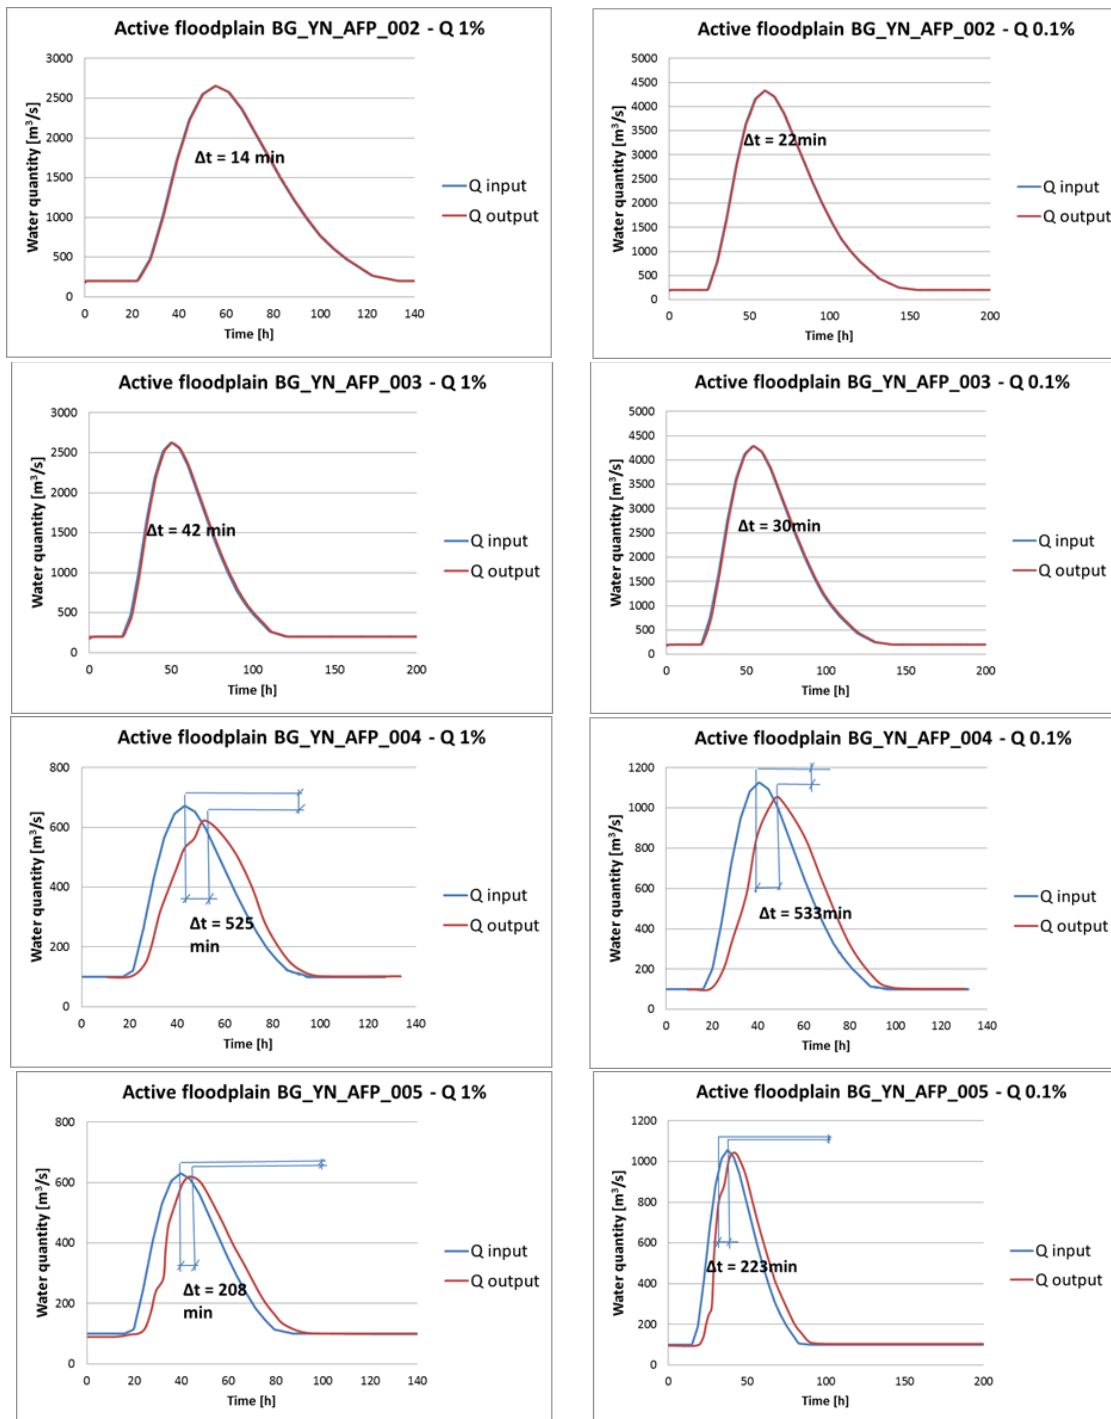 Active floodplain BG_YN_AFP_002 - Q 1%
Water quantity [m³/s]
3000
2500
2000
1500
1000
500
0
Δt = 14 min
Q input
Q output
0 20 40 60 80 100 120 140
Time [h]
Active floodplain BG_YN_AFP_002 - Q 0.1%
Water quantity [m³/s]
5000
4500
4000
3500
3000
2500
2000
1500
1000
500
0
Δt = 22min
Q input
Q output
0 50 100 150 200
Time [h]
Active floodplain BG_YN_AFP_003 - Q 1%
Water quantity [m³/s]
3000
2500
2000
1500
1000
500
0
Δt = 42 min
Q input
Q output
0 50 100 150 200
Time [h]
Active floodplain BG_YN_AFP_003 - Q 0.1%
Water quantity [m³/s]
5000
4500
4000
3500
3000
2500
2000
1500
1000
500
0
Δt = 30min
Q input
Q output
0 50 100 150 200
Time [h]
Active floodplain BG_YN_AFP_004 - Q 1%
Water quantity [m³/s]
800
600
400
200
0
Δt = 525
min
Q input
Q output
0 20 40 60 80 100 120 140
Time [h]
Active floodplain BG_YN_AFP_004 - Q 0.1%
Water quantity [m³/s]
1200
1000
800
600
400
200
0
Δt = 533min
Q input
Q output
0 20 40 60 80 100 120 140
Time [h]
Active floodplain BG_YN_AFP_005 - Q 1%
Water quantity [m³/s]
800
600
400
200
0
Δt = 208
min
Q input
Q output
0 20 40 60 80 100 120 140
Time [h]
Active floodplain BG_YN_AFP_005 - Q 0.1%
Water quantity [m³/s]
1200
1000
800
600
400
200
0
Δt = 223min
Q input
Q output
0 50 100 150 200
Time [h]